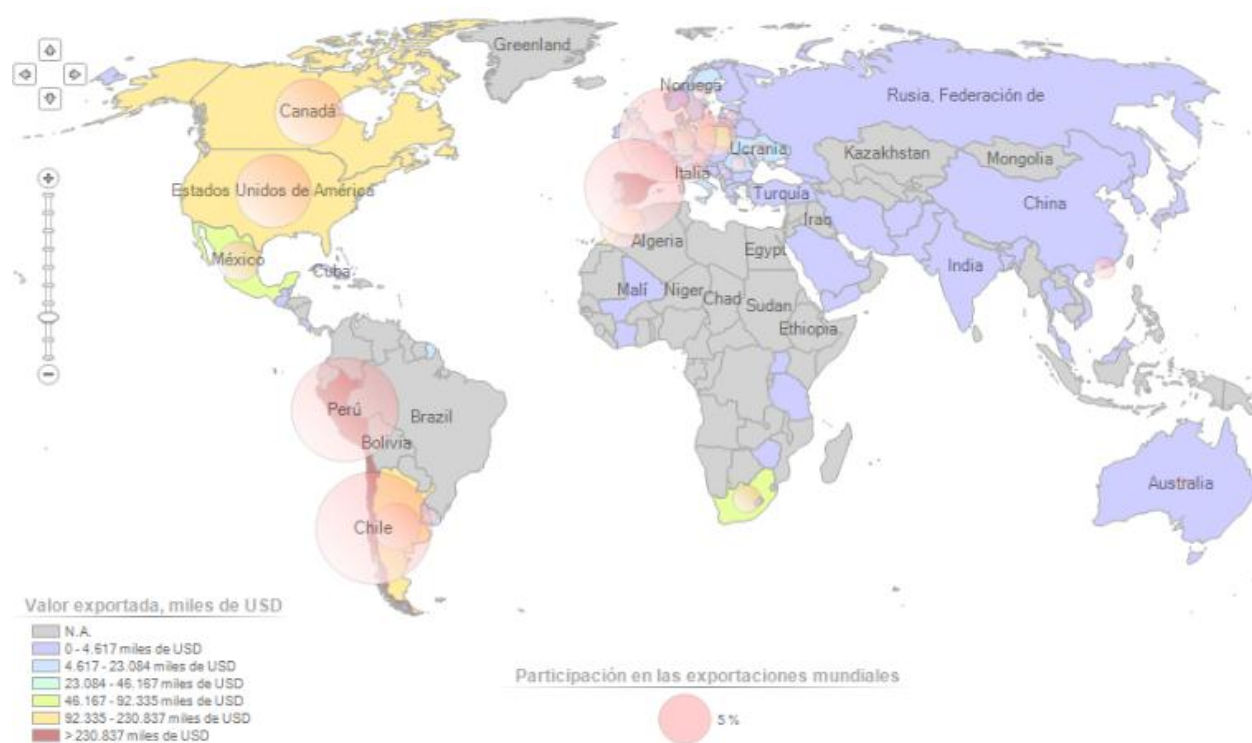 Greenland
Noruega
Rusia, Federación de
Canadá
Ucrania
Kazakhstan
Mongolia
Italia
Estados Unidos de América
Turquía
China
Iraq
México
Algeria
Egypt
Cuba
India
Malí
Niger
Chad
Sudan
Ethiopia
Perú
Brazil
Bolivia
Australia
Chile
Valor exportada, miles de USD
N.A.
0 - 4.617 miles de USD
4.617 - 23.084 miles de USD
23.084 - 46.167 miles de USD
46.167 - 92.335 miles de USD
92.335 - 230.837 miles de USD
> 230.837 miles de USD
Participación en las exportaciones mundiales
5 %